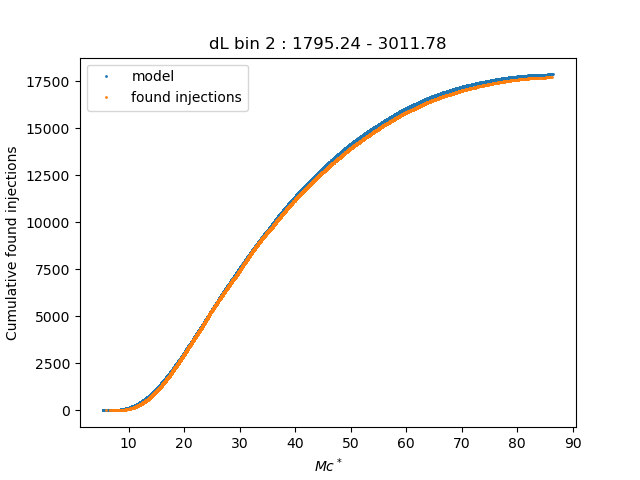 dL bin 2 : 1795.24 - 3011.78
model
found injections
Cumulative found injections
17500
15000
12500
10000
7500
5000
2500
0
10 20 30 40 50 60 70 80 90
Mc*